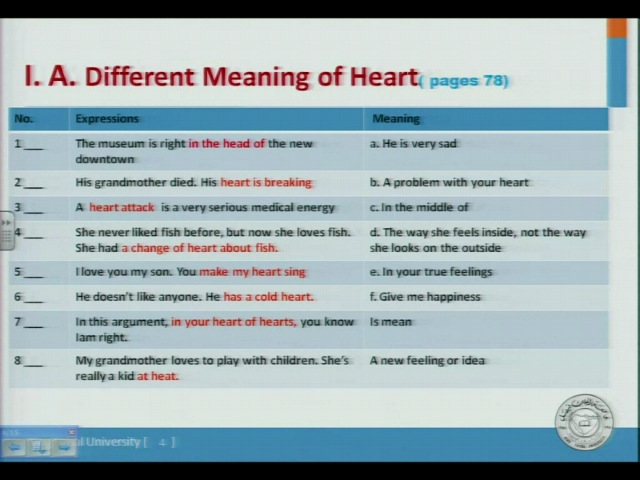 I. A. Different Meaning of Heart( pages 78)
No. Expressions Meaning
1___ The museum is right in the head of the new a. He is very sad
downtown
2___ His grandmother died. His heart is breaking b. A problem with your heart
3___ A heart attack is a very serious medical energy c. In the middle of
4___ She never liked fish before, but now she loves fish. d. The way she feels inside, not the way
She had a change of heart about fish. she looks on the outside
5___ I love you my son. You make my heart sing e. In your true feelings
6___ He doesn't like anyone. He has a cold heart. f. Give me happiness
7___ In this argument, in your heart of hearts, you know Is mean
Iam right.
8___ My grandmother loves to play with children. She's A new feeling or idea
really a kid at heat.
University [ 4 ]